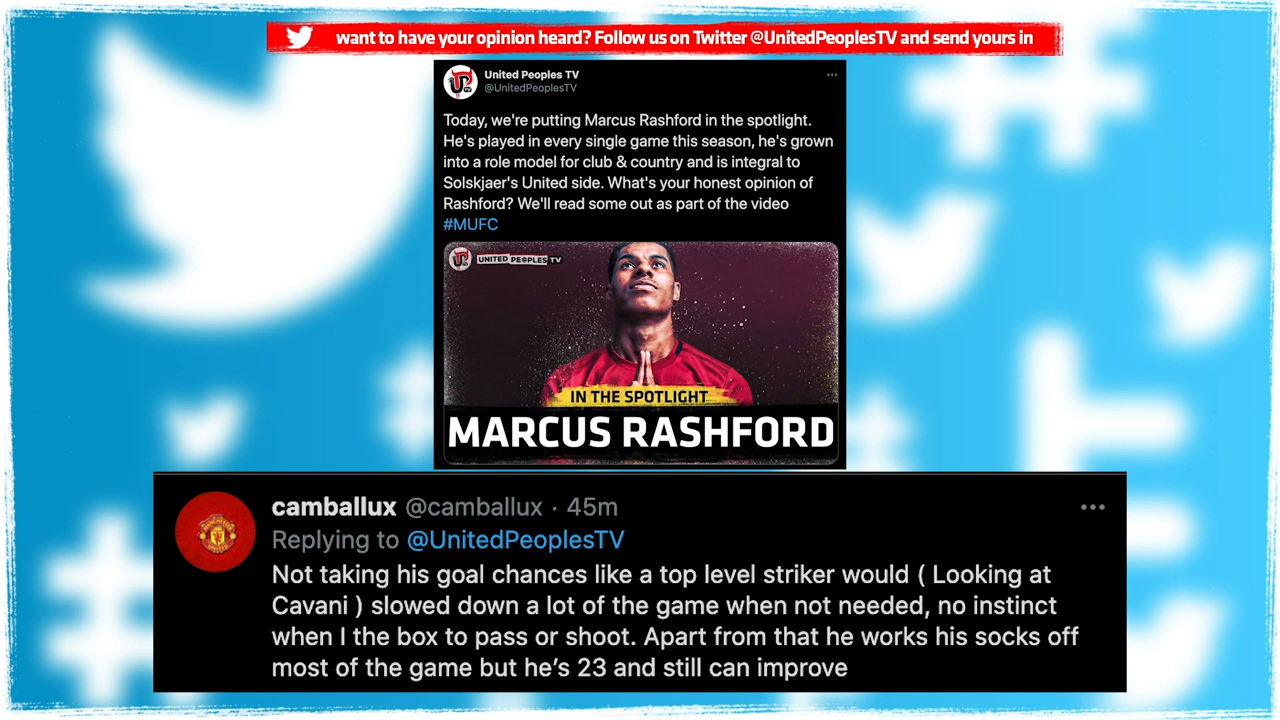 want to have your opinion heard? Follow us on Twitter @UnitedPeoplesTV and send yours in
United Peoples TV
@UnitedPeoplesTV
Today, we're putting Marcus Rashford in the spotlight.
He's played in every single game this season, he's grown
into a role model for club & country and is integral to
Solskjaer's United side. What's your honest opinion of
Rashford? We'll read some out as part of the video
#MUFC
UNITED PEOPLES TV
IN THE SPOTLIGHT
MARCUS RASHFORD
camballux @camballux · 45m
Replying to @UnitedPeoplesTV
Not taking his goal chances like a top level striker would ( Looking at
Cavani ) slowed down a lot of the game when not needed, no instinct
when I the box to pass or shoot. Apart from that he works his socks off
most of the game but he's 23 and still can improve